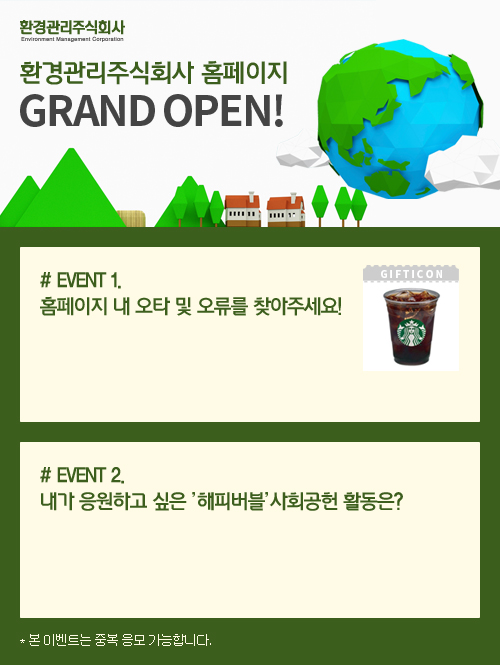 환경관리주식회사
Environment Management Corporation
환경관리주식회사 홈페이지
GRAND OPEN!
# EVENT 1.
홈페이지 내 오타 및 오류를 찾아주세요!
GIFTICON
# EVENT 2.
내가 응원하고 싶은 '해피버블'사회공헌 활동은?
* 본 이벤트는 중복 응모 가능합니다.